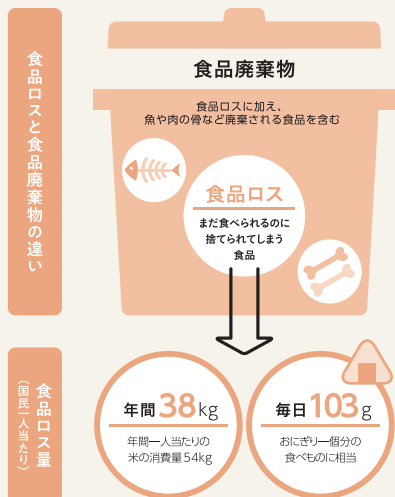 食品ロスと食品廃棄物の違い
食品廃棄物
食品ロスに加え、
魚や肉の骨など廃棄される食品を含む
食品ロス
まだ食べられるのに
捨てられてしまう
食品
食品ロス量
（国民一人当たり）
年間38kg
年間一人当たりの
米の消費量54kg
毎日103g
おにぎり一個分の
食べものに相当